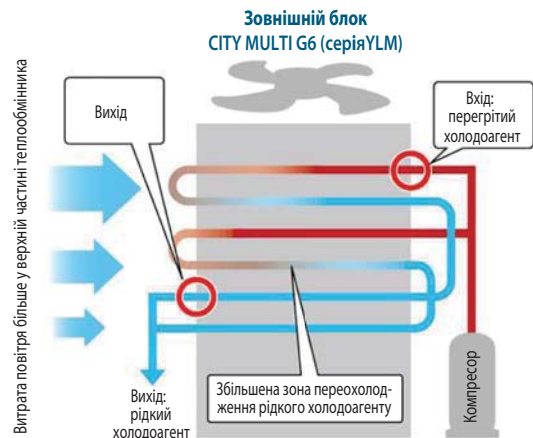 Зовнішній блок
CITY MULTI G6 (серіяYLM)
Витрата повітря більше у верхній частині теплообмінника
Вихід
Вхід:
перегрітий
холодоагент
Вихід:
рідкий
холодоагент
Збільшена зона переохолод-
ження рідкого холодоагенту
Компресор